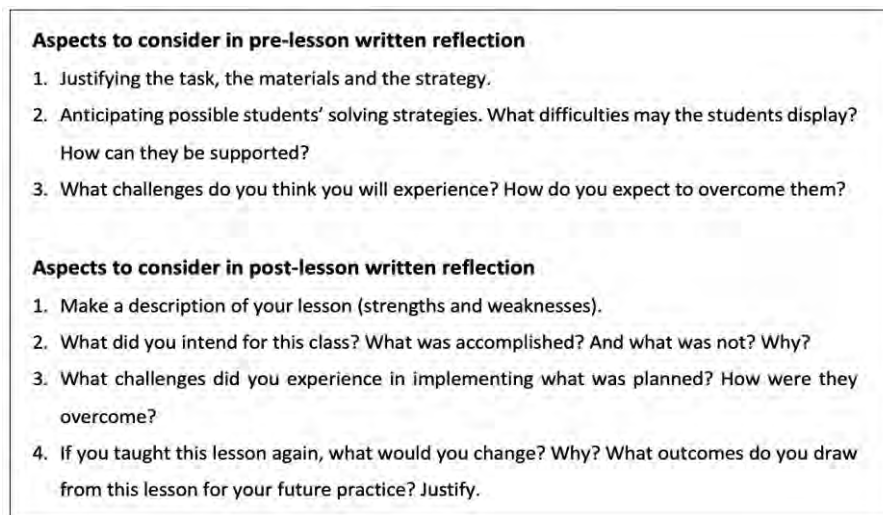 Aspects to consider in pre-lesson written reflection
1. Justifying the task, the materials and the strategy.
2. Anticipating possible students' solving strategies. What difficulties may the students display?
How can they be supported?
3. What challenges do you think you will experience? How do you expect to overcome them?
Aspects to consider in post-lesson written reflection
1. Make a description of your lesson (strengths and weaknesses).
2. What did you intend for this class? What was accomplished? And what was not? Why?
3. What challenges did you experience in implementing what was planned? How were they
overcome?
4. If you taught this lesson again, what would you change? Why? What outcomes do you draw
from this lesson for your future practice? Justify.